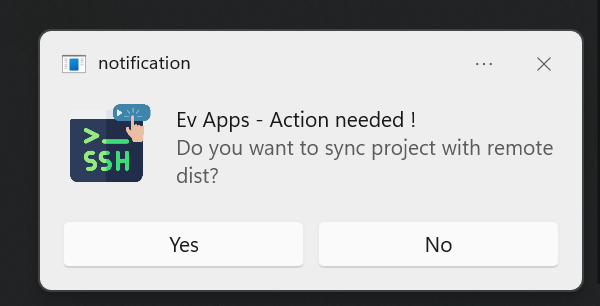 notification
Ev Apps - Action needed !
Do you want to sync project with remote
dist?
>_
SSH
Yes
No